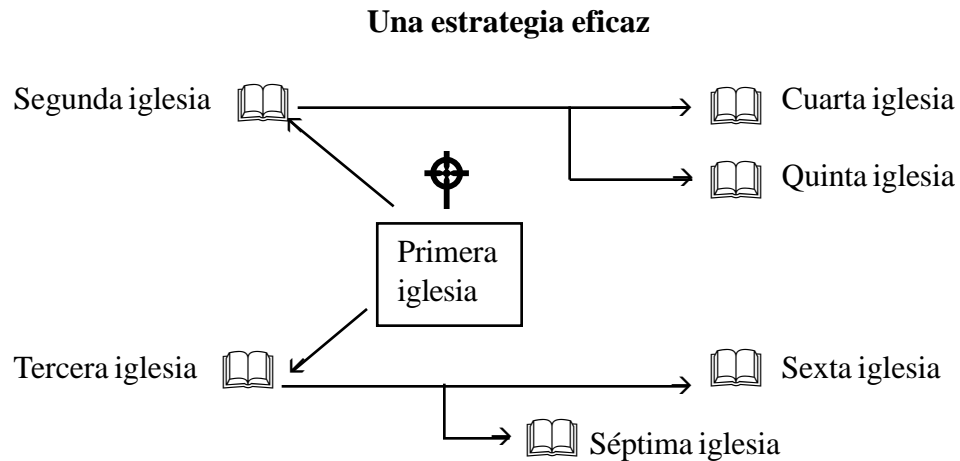 Una estrategia eficaz
Segunda iglesia
Cuarta iglesia
Quinta iglesia
Primera
iglesia
Tercera iglesia
Sexta iglesia
Séptima iglesia